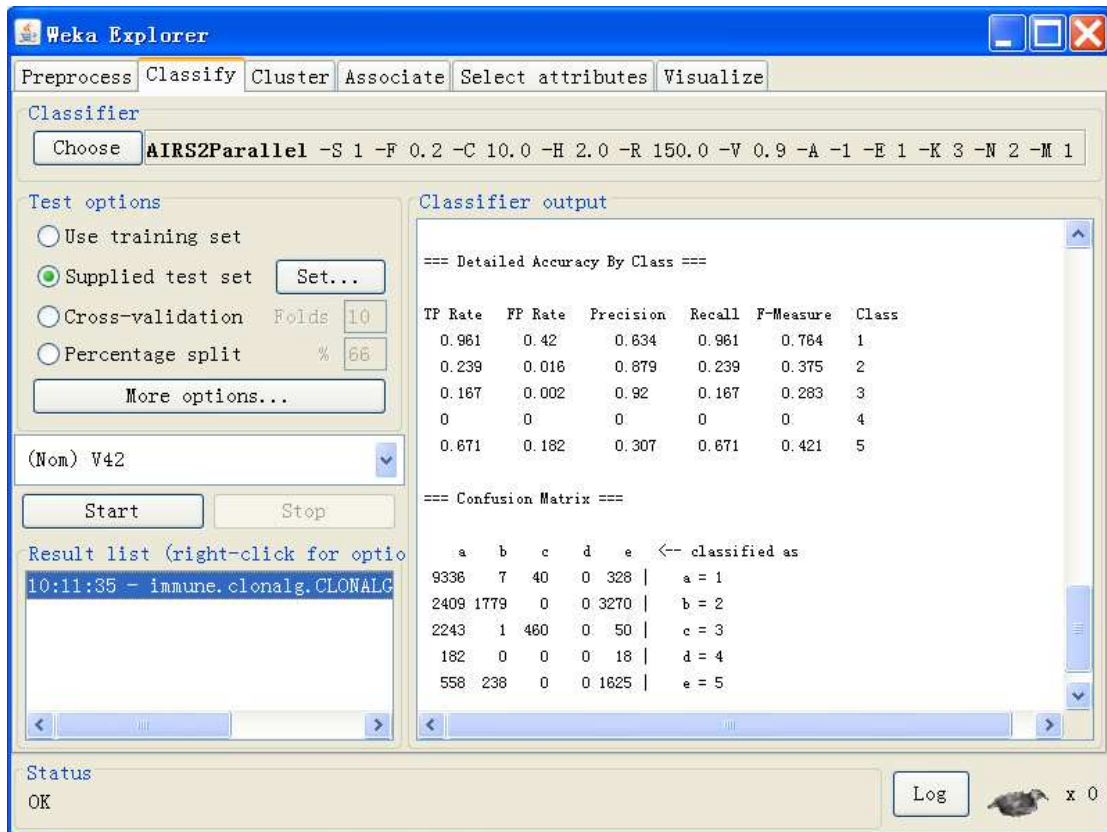 Weka Explorer
Preprocess Classify Cluster Associate Select attributes Visualize
Classifier
Choose AIRS2Parallel -S 1 -F 0.2 -C 10.0 -H 2.0 -R 150.0 -V 0.9 -A -1 -E 1 -K 3 -N 2 -M 1
Test options
Use training set
Supplied test set Set...
Cross-validation Folds 10
Percentage split % 66
More options...
(Nom) V42
Start Stop
Result list (right-click for optio
10:11:35 - immune.clonalg.CLONALG
Classifier output
=== Detailed Accuracy By Class ===
TP Rate FP Rate Precision Recall F-Measure Class
0.961 0.42 0.634 0.961 0.764 1
0.239 0.016 0.879 0.239 0.375 2
0.167 0.002 0.92 0.167 0.283 3
0 0 0 0 0 4
0.671 0.182 0.307 0.671 0.421 5
=== Confusion Matrix ===
a b c d e <-- classified as
9336 7 40 0 328 | a = 1
2409 1779 0 0 3270 | b = 2
2243 1 460 0 50 | c = 3
182 0 0 0 18 | d = 4
558 238 0 0 1625 | e = 5
Status
OK
Log
x 0